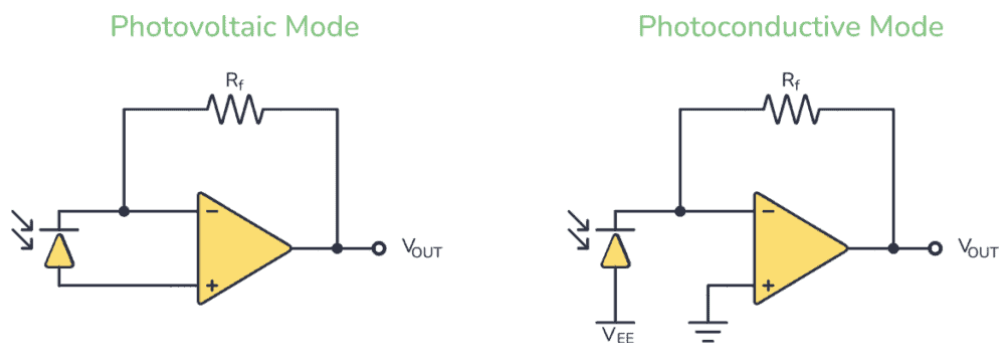 Photovoltaic Mode
Photoconductive Mode
Rf
Rf
−
+
VOUT
−
+
VOUT
VEE